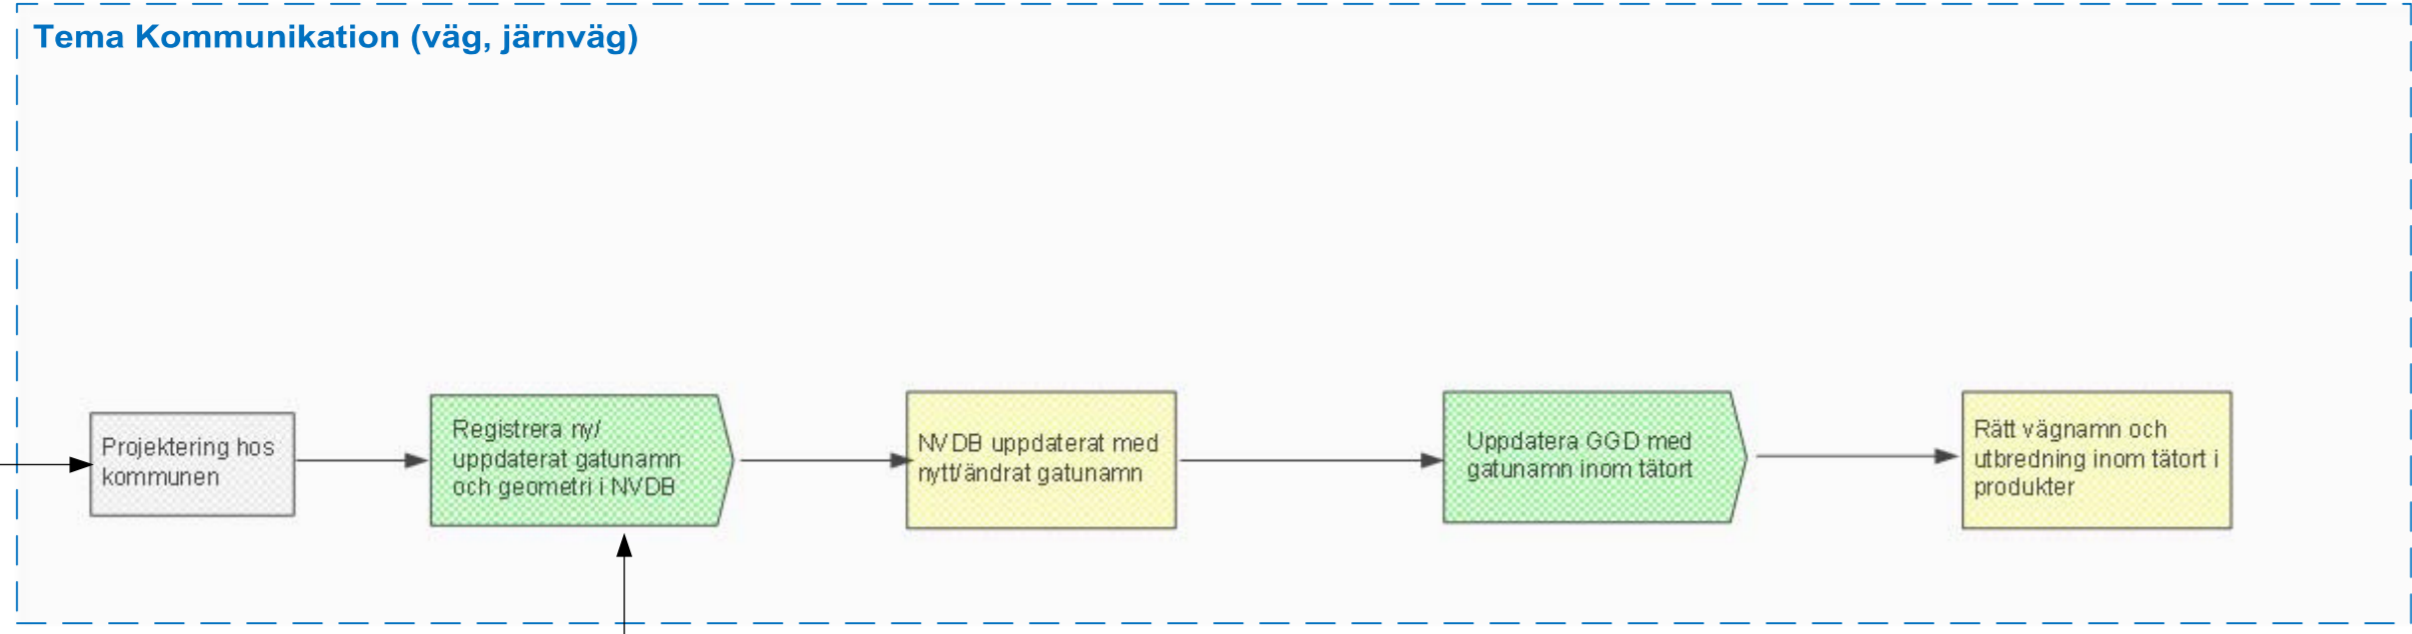 Tema Kommunikation (väg, järnväg)
Projektering hos
kommunen
Registrera ny/
uppdaterat gatunamn
och geometri i NVDB
NVDB uppdaterat med
nytt/ändrat gatunamn
Uppdatera GGD med
gatunamn inom tätort
Rätt vägnamn och
utbredning inom tätort i
produkter